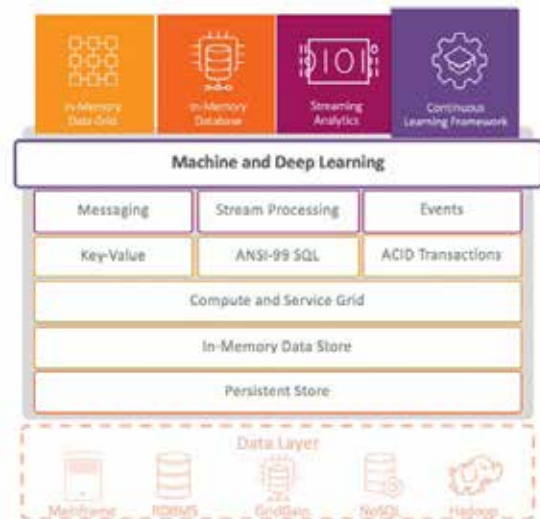 In-Memory
Data Grid
In-Memory
Database
Streaming
Analytics
Continuous
Learning Framework
Machine and Deep Learning
Messaging
Stream Processing
Events
Key-Value
ANSI-99 SQL
ACID Transactions
Compute and Service Grid
In-Memory Data Store
Persistent Store
Data Layer
Mainframe
RDBMS
GridGain
NoSQL
Hadoop